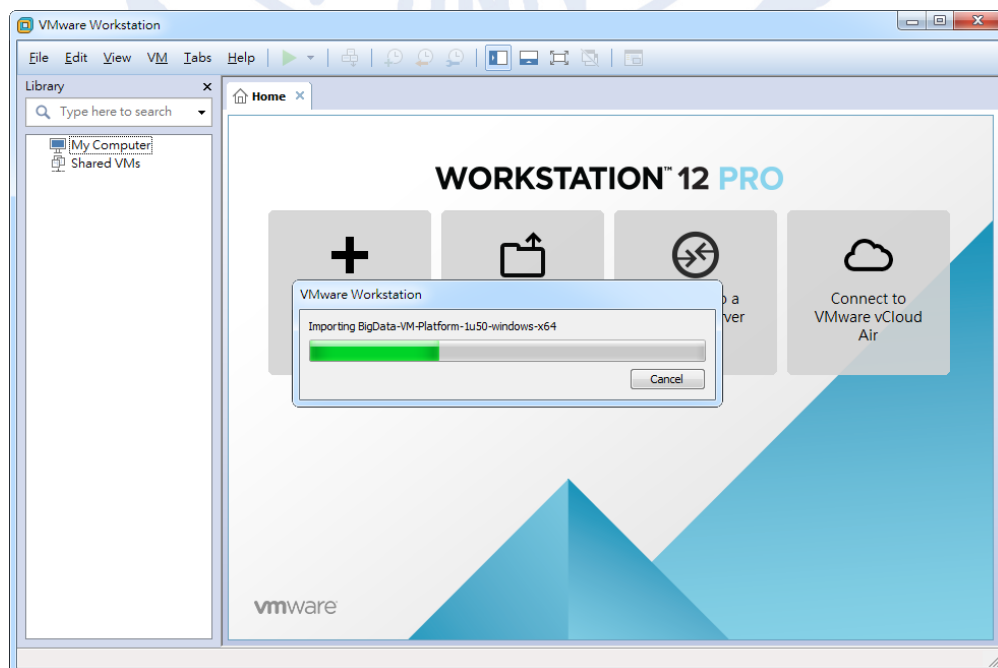 VMware Workstation
File Edit View VM Tabs Help
Library
Type here to search
My Computer
Shared VMs
Home
WORKSTATION™ 12 PRO
a
Connect to
VMware vCloud
Air
VMware Workstation
Importing BigData-VM-Platform-1u50-windows-x64
Cancel
vmware